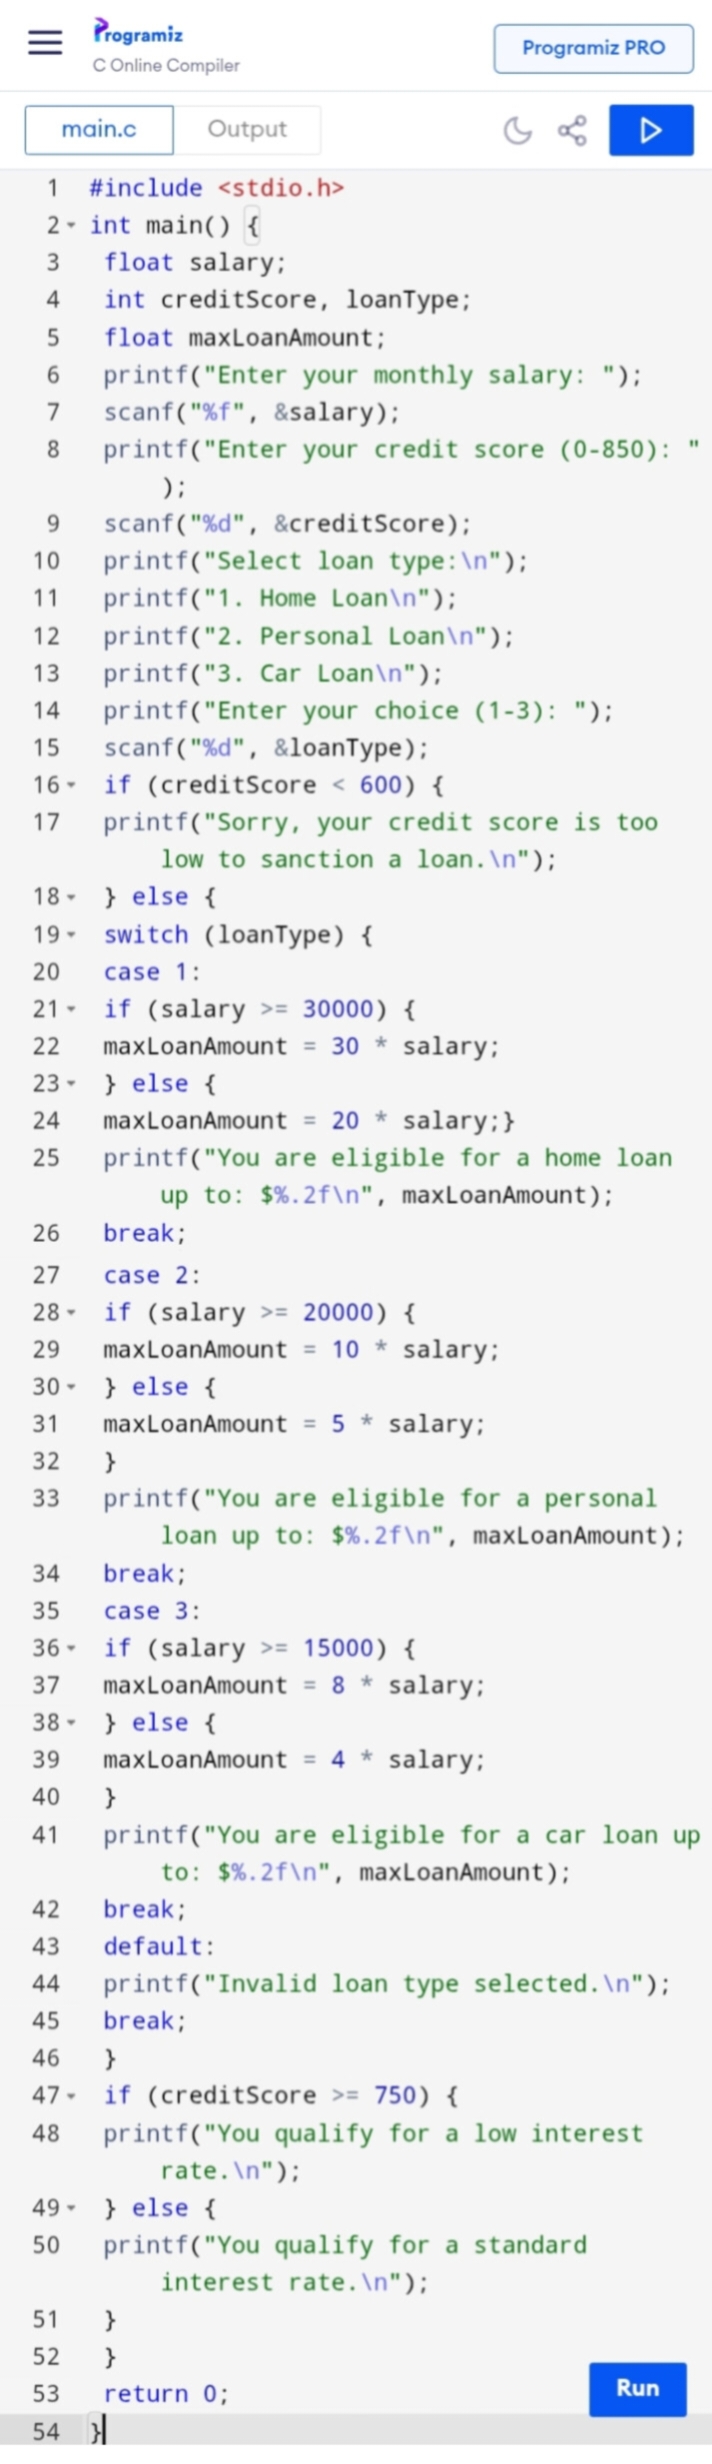 Programiz
C Online Compiler
Programiz PRO
main.c
Output
1 #include <stdio.h>
2 int main() {
3 float salary;
4 int creditScore, loanType;
5 float maxLoanAmount;
6 printf("Enter your monthly salary: ");
7 scanf("%f", &salary);
8 printf("Enter your credit score (0-850): "
);
9 scanf("%d", &creditScore);
10 printf("Select loan type:\n");
11 printf("1. Home Loan\n");
12 printf("2. Personal Loan\n");
13 printf("3. Car Loan\n");
14 printf("Enter your choice (1-3): ");
15 scanf("%d", &loanType);
16 if (creditScore < 600) {
17 printf("Sorry, your credit score is too
low to sanction a loan.\n");
18 } else {
19 switch (loanType) {
20 case 1:
21 if (salary >= 30000) {
22 maxLoanAmount = 30 * salary;
23 } else {
24 maxLoanAmount = 20 * salary;}
25 printf("You are eligible for a home loan
up to: $%.2f\n", maxLoanAmount);
26 break;
27 case 2:
28 if (salary >= 20000) {
29 maxLoanAmount = 10 * salary;
30 } else {
31 maxLoanAmount = 5 * salary;
32 }
33 printf("You are eligible for a personal
loan up to: $%.2f\n", maxLoanAmount);
34 break;
35 case 3:
36 if (salary >= 15000) {
37 maxLoanAmount = 8 * salary;
38 } else {
39 maxLoanAmount = 4 * salary;
40 }
41 printf("You are eligible for a car loan up
to: $%.2f\n", maxLoanAmount);
42 break;
43 default:
44 printf("Invalid loan type selected.\n");
45 break;
46 }
47 if (creditScore >= 750) {
48 printf("You qualify for a low interest
rate.\n");
49 } else {
50 printf("You qualify for a standard
interest rate.\n");
51 }
52 }
53 return 0;
Run
54 }